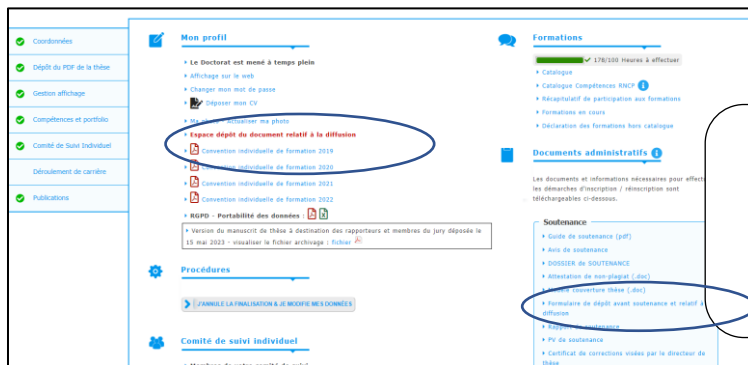 Coordonnées
Dépôt du PDF de la thèse
Gestion affichage
Compétences et portfolio
Comité de Suivi Individuel
Déroulement de carrière
Publications
Mon profil
Le Doctorat est mené à temps plein
Affichage sur le web
Changer mon mot de passe
Déposer mon CV
Actualiser ma photo
Espace dépôt du document relatif à la diffusion
Convention individuelle de formation 2019
Convention individuelle de formation 2020
Convention individuelle de formation 2021
Convention individuelle de formation 2022
RGPD - Portabilité des données :
Version du manuscrit de thèse à destination des rapporteurs et membres du jury déposée le
15 mai 2023 - visualiser le fichier archivage : fichier
Procédures
J'ANNULE LA FINALISATION & JE MODIFIE MES DONNÉES
Comité de suivi individuel
Formations
178/100 Heures à effectuer
Catalogue
Catalogue Compétences RNCP
Récapitulatif de participation aux formations
Formations en cours
Déclaration des formations hors catalogue
Documents administratifs
Les documents et informations nécessaires pour effect
les démarches d'inscription / réinscription sont
téléchargeables ci-dessous.
Soutenance
Guide de soutenance (pdf)
Avis de soutenance
DOSSIER de SOUTENANCE
Attestation de non-plagiat (.doc)
couverture thèse (.doc)
Formulaire de dépôt avant soutenance et relatif à
diffusion
Rapport de soutenance
PV de soutenance
Certificat de corrections visées par le directeur de
thèse